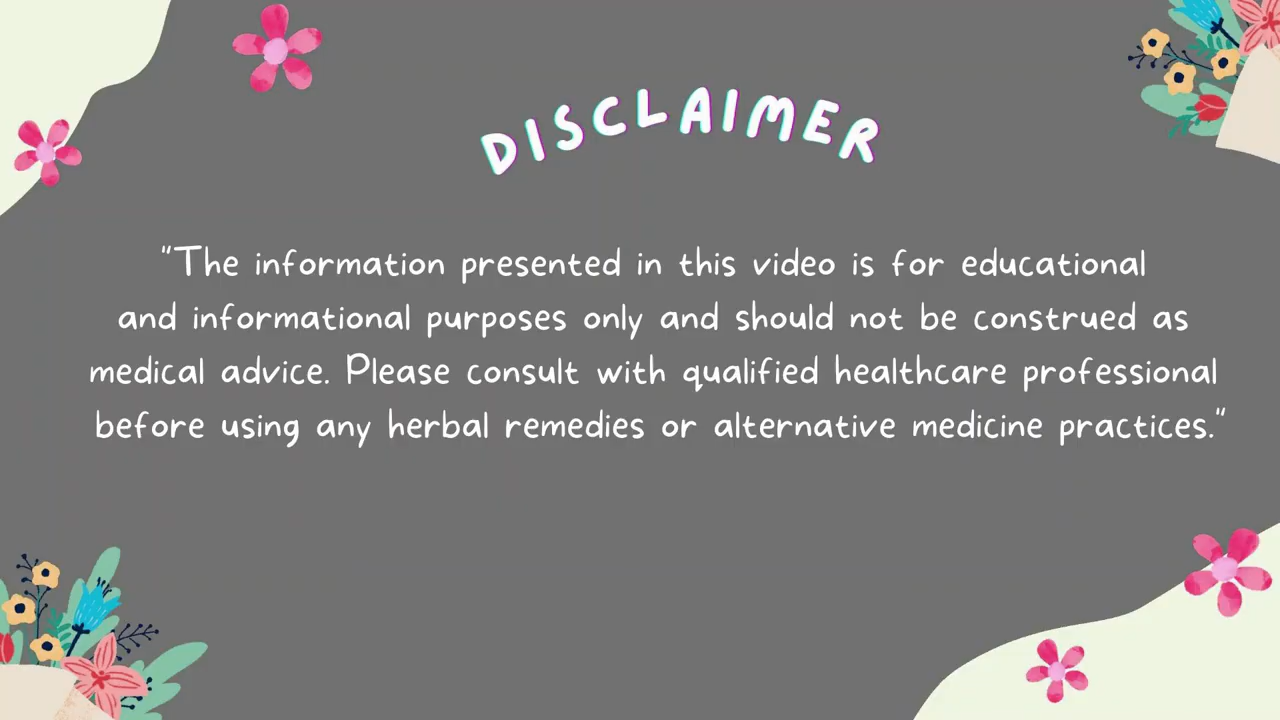 DISCLAIMER
"The information presented in this video is for educational
and informational purposes only and should not be construed as
medical advice. Please consult with qualified healthcare professional
before using any herbal remedies or alternative medicine practices."